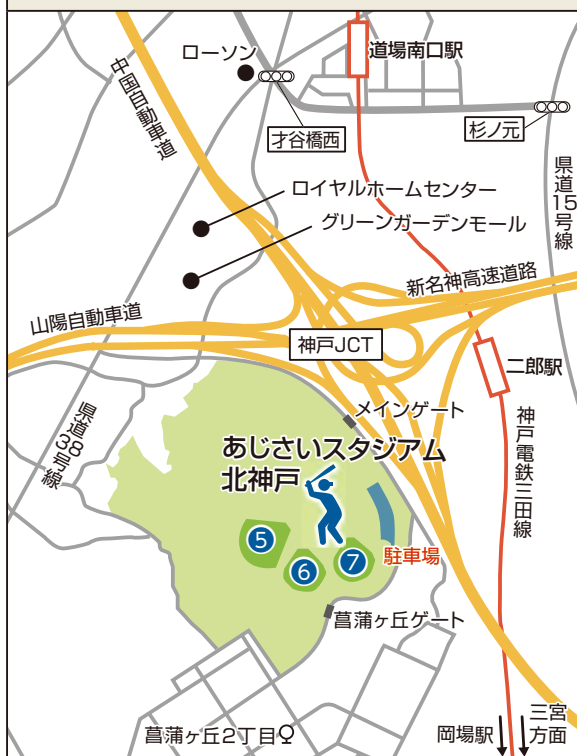 ローソン
道場南口駅
中国自動車道
才谷橋西
杉ノ元
県道15号線
ロイヤルホームセンター
グリーンガーデンモール
新名神高速道路
山陽自動車道
神戸JCT
二郎駅
メインゲート
県道38号線
あじさいスタジアム
北神戸
神戸電鉄三田線
5
6
7
駐車場
菖蒲ヶ丘ゲート
菖蒲ヶ丘2丁目
岡場駅
三宮
方面